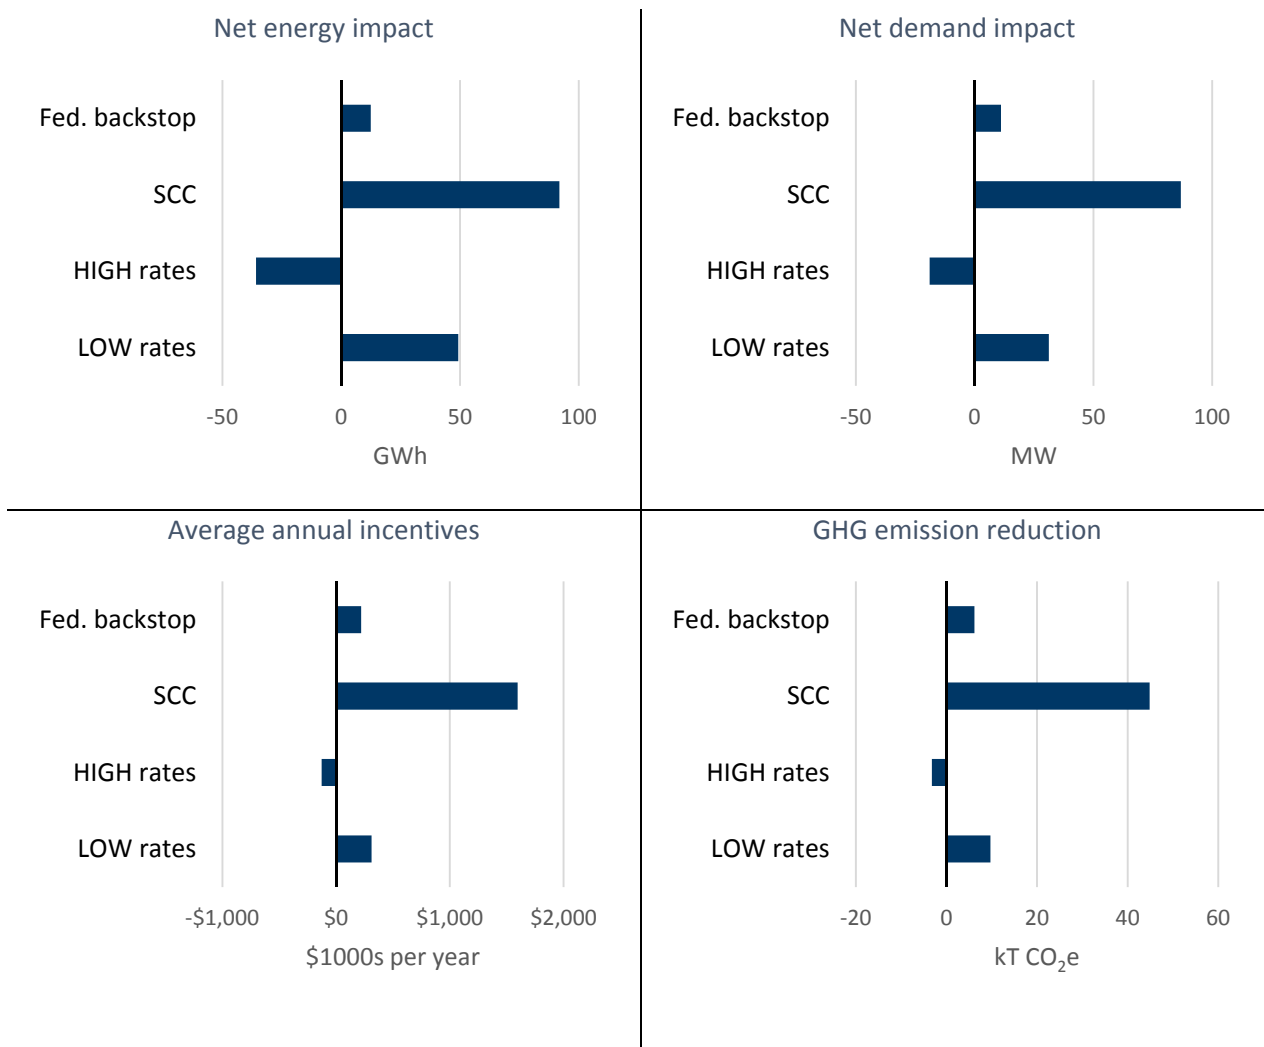 Net energy impact
Fed. backstop
SCC
HIGH rates
LOW rates
-50 0 50 100
GWh
Net demand impact
Fed. backstop
SCC
HIGH rates
LOW rates
-50 0 50 100
MW
Average annual incentives
Fed. backstop
SCC
HIGH rates
LOW rates
-$1,000 $0 $1,000 $2,000
$1000s per year
GHG emission reduction
Fed. backstop
SCC
HIGH rates
LOW rates
-20 0 20 40 60
kT CO₂e